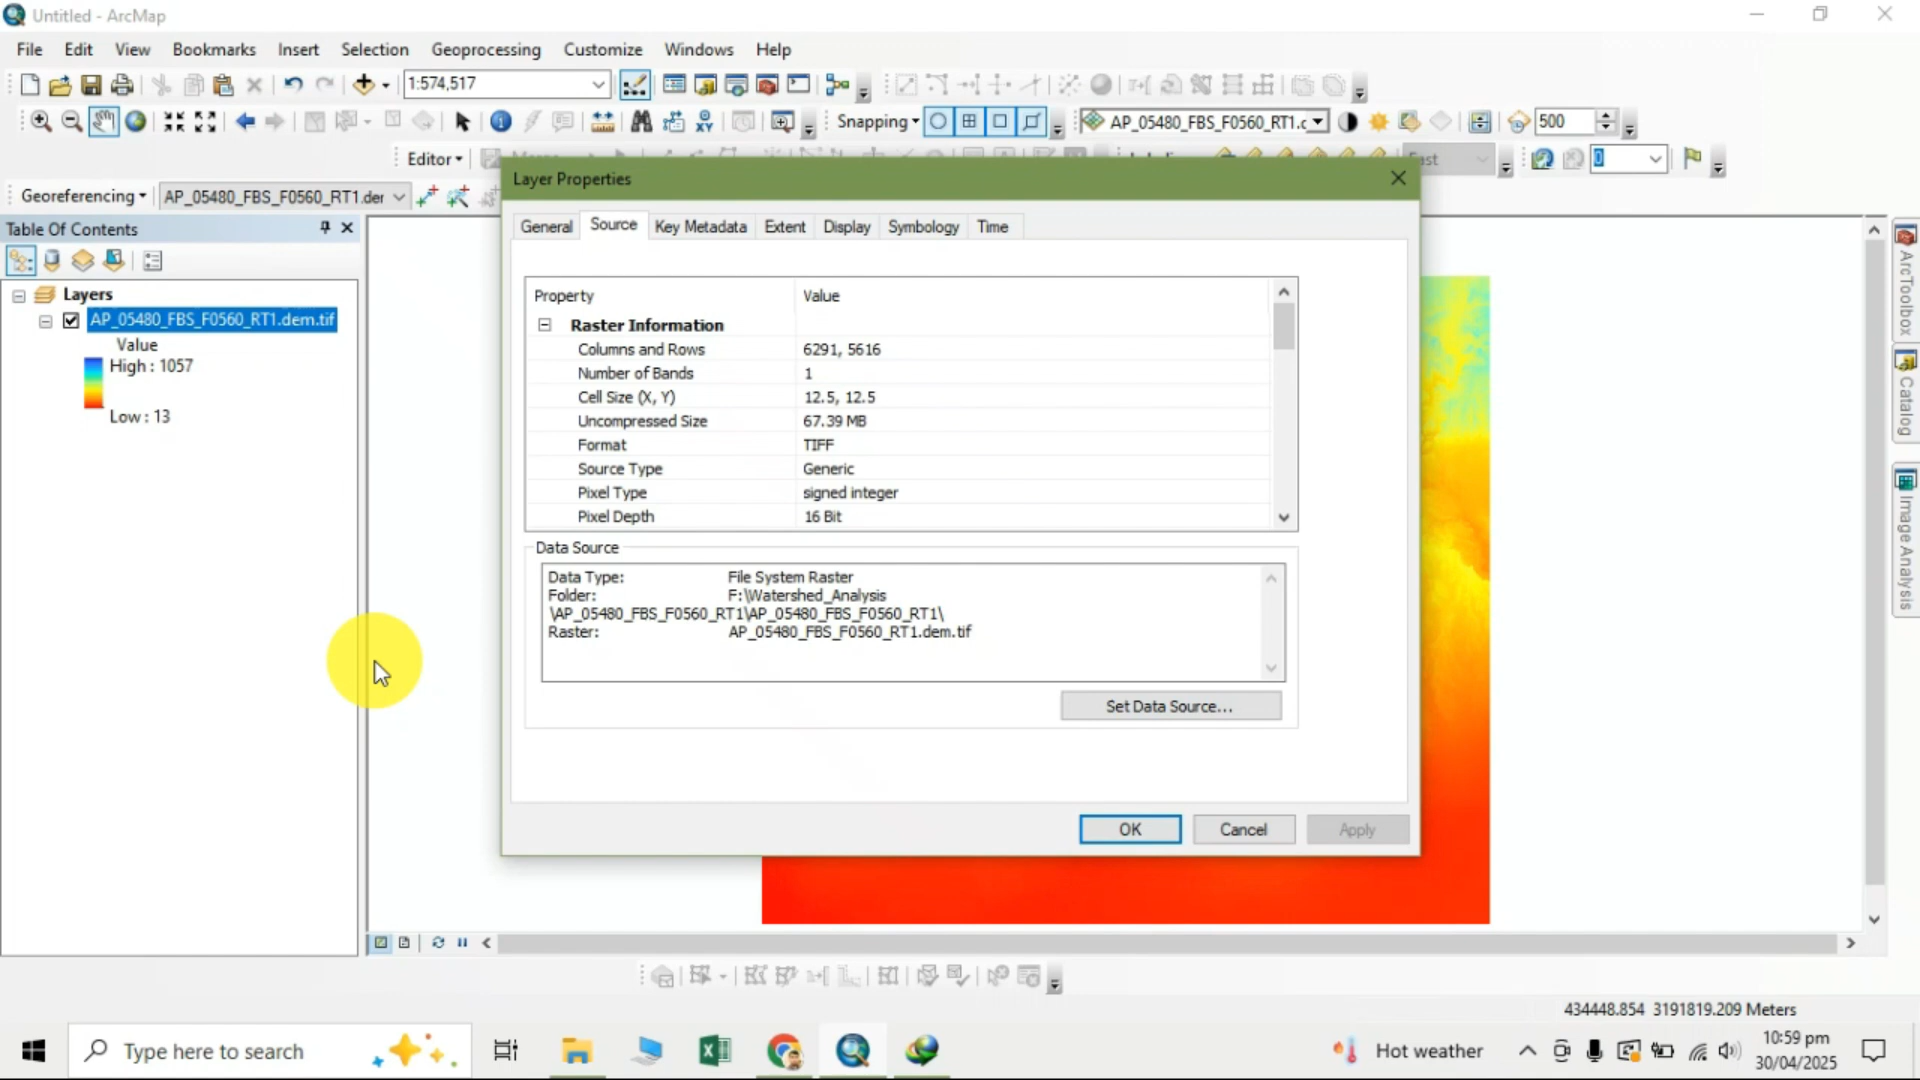 Untitled - ArcMap
File Edit View Bookmarks Insert Selection Geoprocessing Customize Windows Help
1:574,517
Snapping AP_05480_FBS_F0560_RT1.c 500
Editor
Georeferencing AP_05480_FBS_F0560_RT1.der
Table Of Contents
Layers
AP_05480_FBS_F0560_RT1.dem.tif
Value
High : 1057
Low : 13
Layer Properties
General Source Key Metadata Extent Display Symbology Time
Property Value
Raster Information
Columns and Rows 6291, 5616
Number of Bands 1
Cell Size (X, Y) 12.5, 12.5
Uncompressed Size 67.39 MB
Format TIFF
Source Type Generic
Pixel Type signed integer
Pixel Depth 16 Bit
Data Source
Data Type: File System Raster
Folder: F:\Watershed_Analysis
\AP_05480_FBS_F0560_RT1\AP_05480_FBS_F0560_RT1\
Raster: AP_05480_FBS_F0560_RT1.dem.tif
Set Data Source...
OK Cancel Apply
ArcToolbox
Catalog
Image Analysis
434448.854 3191819.209 Meters
Type here to search
Hot weather
10:59 pm
30/04/2025